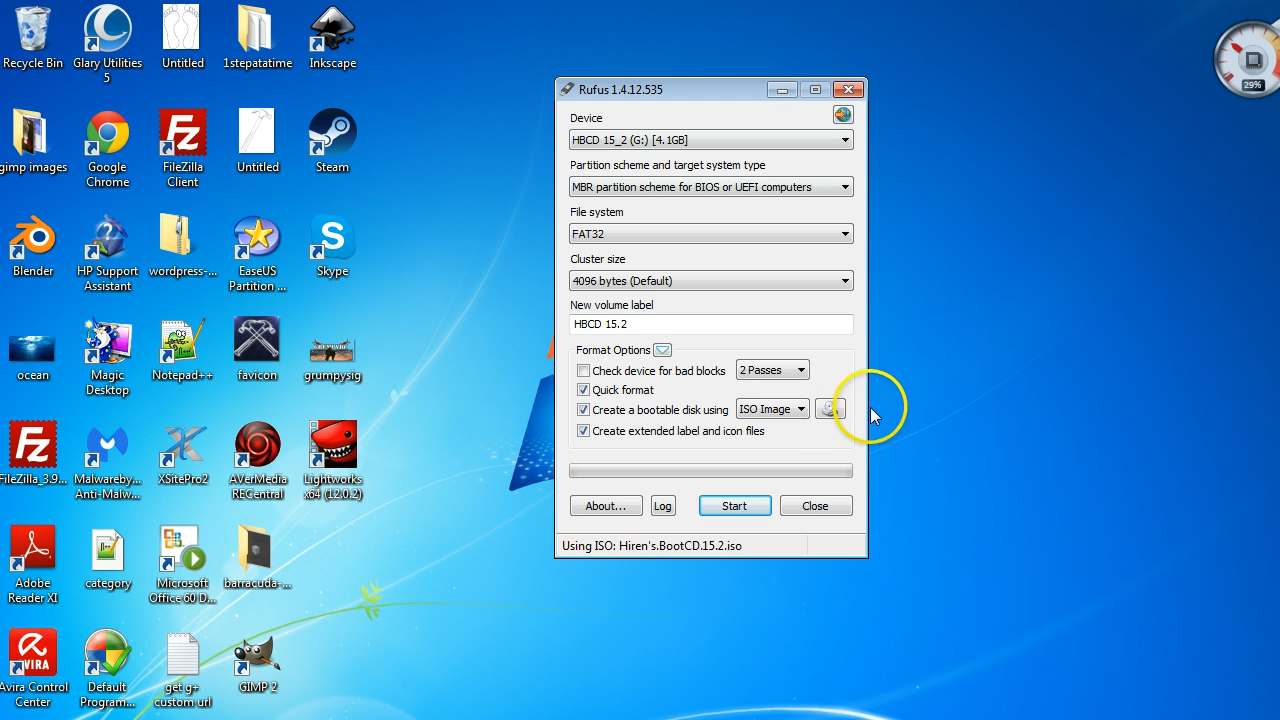 Recycle Bin
Glary Utilities
5
Untitled
1stepatatime
Inkscape
gimp images
Google
Chrome
FileZilla
Client
Untitled
Steam
Blender
HP Support
Assistant
wordpress-...
EaseUS
Partition ...
Skype
ocean
Magic
Desktop
Notepad++
favicon
grumpysig
FileZilla_3.9...
Malwareby...
Anti-Malw...
XSitePro2
AVerMedia
RECentral
Lightworks
x64 (12.0.2)
Adobe
Reader XI
category
Microsoft
Office 60 D...
barracuda-...
AVIRA
Avira Control
Center
Default
Program...
get g+
custom url
GIMP 2
Rufus 1.4.12.535
Device
HBCD 15_2 (G:) [4.1GB]
Partition scheme and target system type
MBR partition scheme for BIOS or UEFI computers
File system
FAT32
Cluster size
4096 bytes (Default)
New volume label
HBCD 15.2
Format Options
Check device for bad blocks
2 Passes
Quick format
Create a bootable disk using
ISO Image
Create extended label and icon files
About...
Log
Start
Close
Using ISO: Hiren's.BootCD.15.2.iso
29%